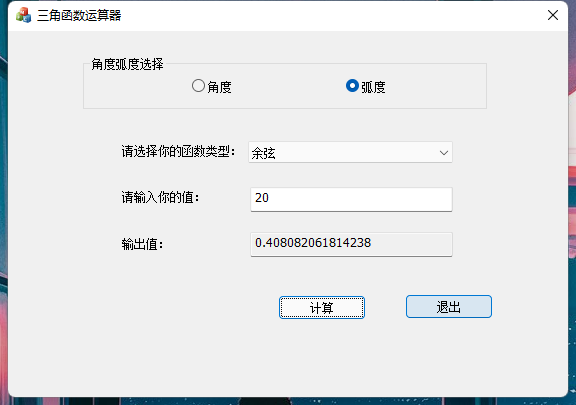 三角函数运算器
角度弧度选择
角度 弧度
请选择你的函数类型： 余弦
请输入你的值： 20
输出值： 0.408082061814238
计算 退出